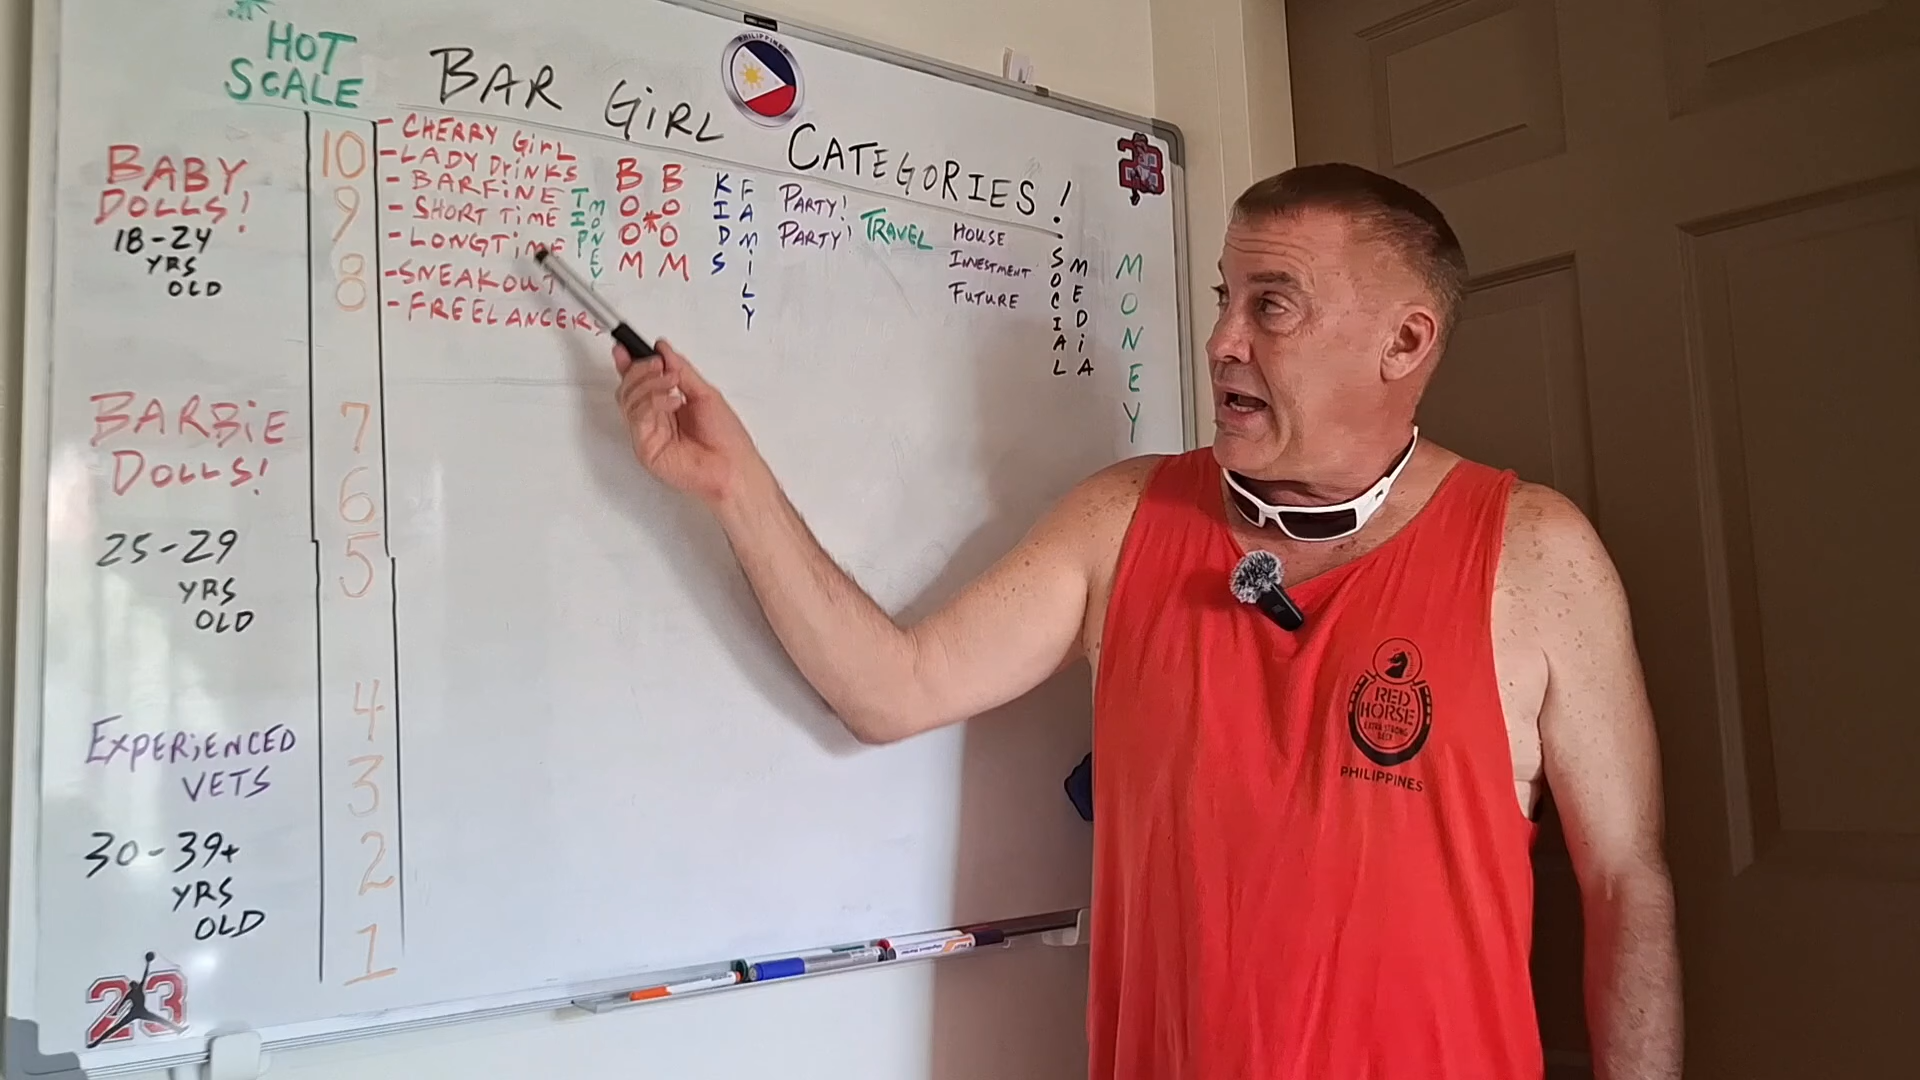 HOT
SCALE
BAR GIRL CATEGORIES!
PHILIPPINES
BABY
DOLLS!
18-24
YRS
OLD
BARBIE
DOLLS!
25-29
YRS
OLD
EXPERIENCED
VETS
30-39+
YRS
OLD
10
9
8
7
6
5
4
3
2
1
- CHERRY GIRL
- LADY DRINKS
- BARFINE
- SHORT TIME
- LONGTIME
- SNEAKOUT
- FREELANCERS
TIP
MONEY
BOOM
*
BOOM
KIDS
FAMILY
PARTY!
PARTY!
TRAVEL
HOUSE
INVESTMENT
FUTURE
SOCIAL
MEDIA
MONEY
23
23
RED
HORSE
EXTRA STRONG
BEER
PHILIPPINES